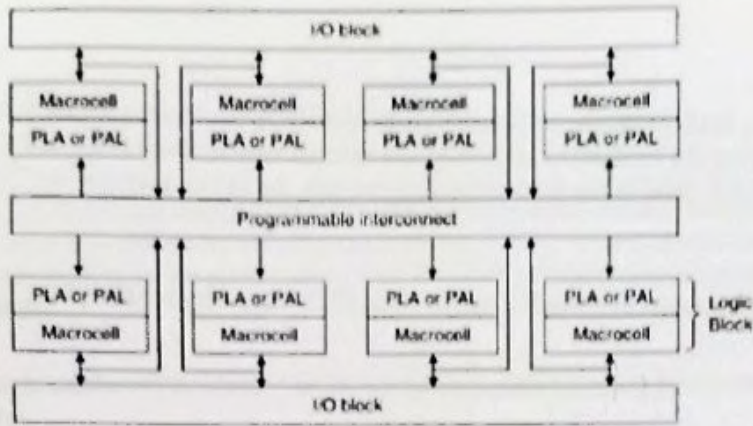 I/O block
Macrocell Macrocell Macrocell Macrocell
PLA or PAL PLA or PAL PLA or PAL PLA or PAL
Programmable interconnect
PLA or PAL PLA or PAL PLA or PAL PLA or PAL
Macrocell Macrocell Macrocell Macrocell
Logic
Block
I/O block